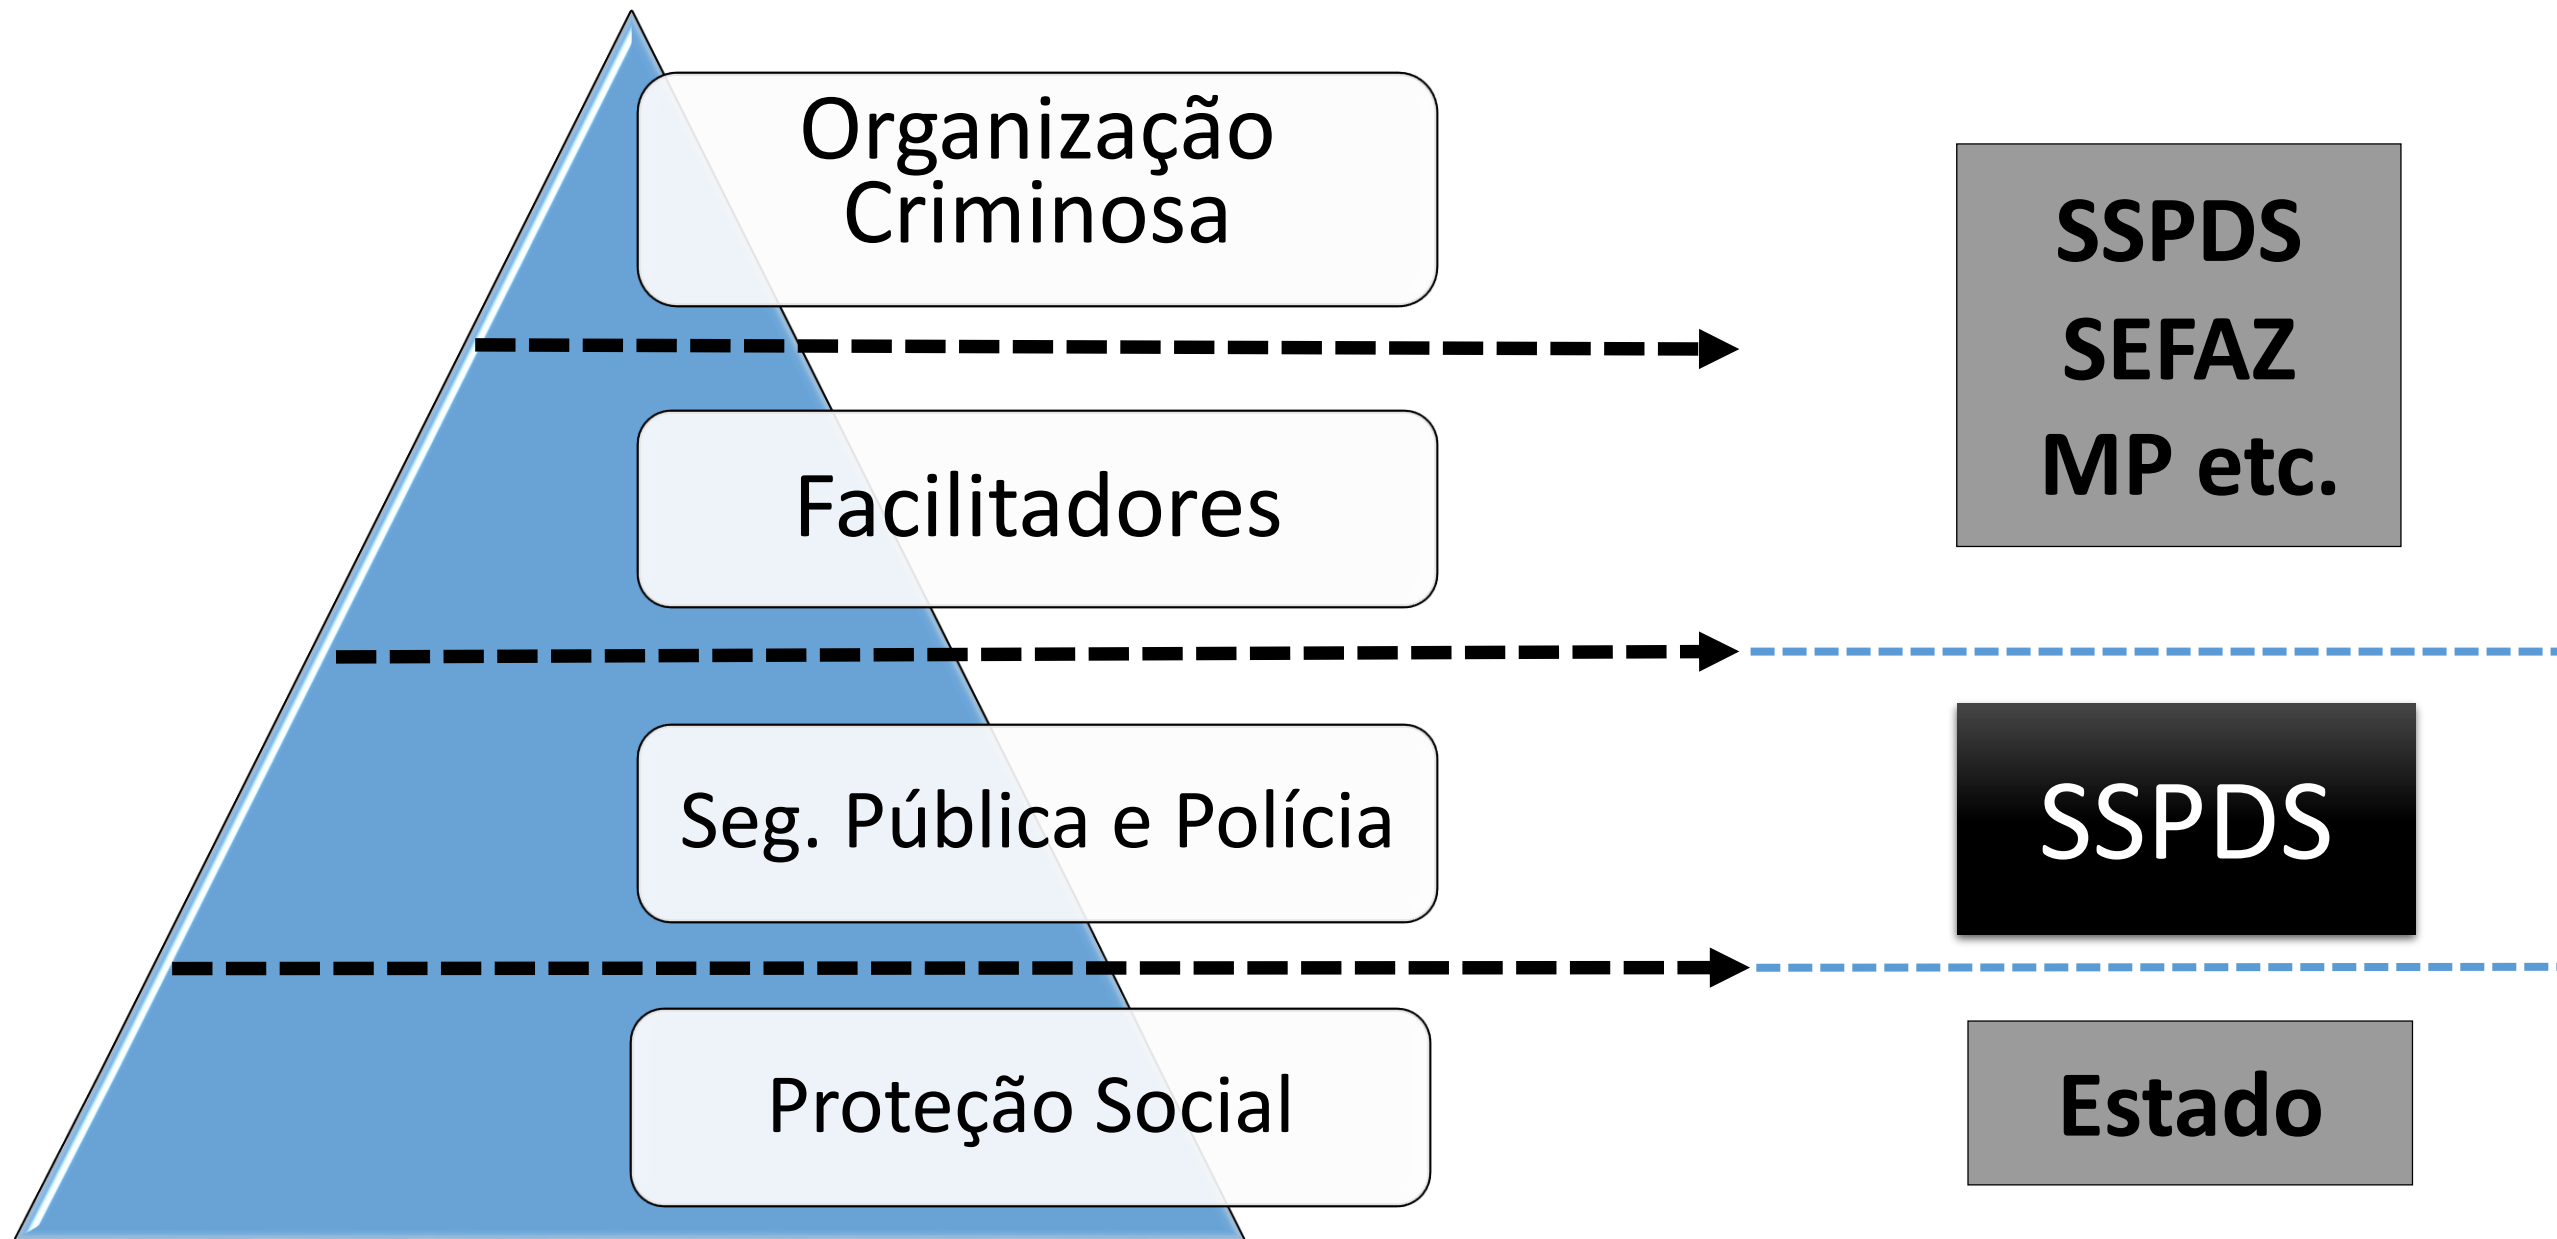 Organização
Criminosa
Facilitadores
Seg. Pública e Polícia
Proteção Social
SSPDS
SEFAZ
MP etc.
SSPDS
Estado